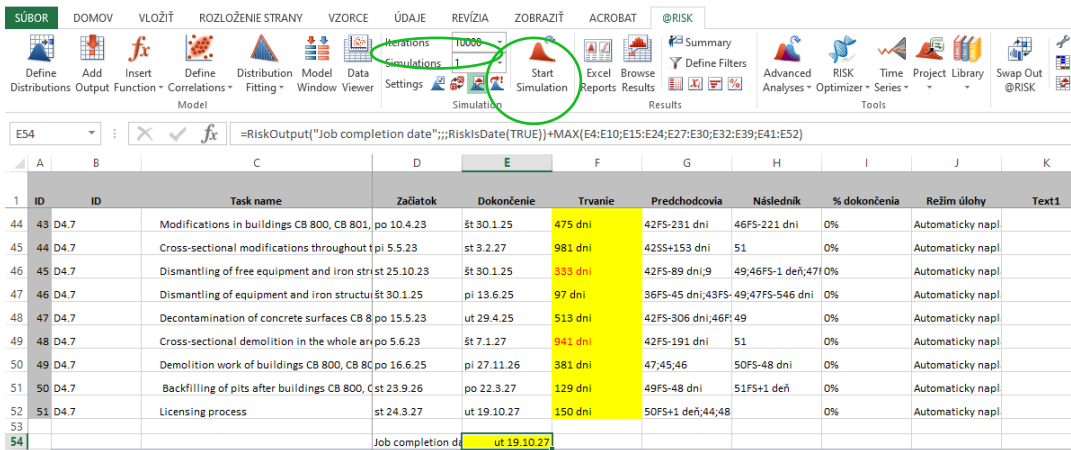 SÚBOR DOMOV VLOŽIŤ ROZLOŽENIE STRANY VZORCE ÚDAJE REVÍZIA ZOBRAZIŤ ACROBAT @RISK
Iterations 10000 Summary
Simulations 1 Define Filters
Define Add Insert Define Distribution Model Data Settings Start Excel Browse Advanced RISK Time Project Library Swap Out
Distributions Output Function Correlations Fitting Window Viewer Simulation Reports Results Analyses Optimizer Series @RISK
Model Simulation Results Tools
E54 fx =RiskOutput("Job completion date";;;RiskIsDate(TRUE))+MAX(E4:E10;E15:E24;E27:E30;E32:E39;E41:E52)
A B C D E F G H I J K
1 ID ID Task name Začiatok Dokončenie Trvanie Predchodcovia Následník % dokončenia Režim úlohy Text1
44 43 D4.7 Modifications in buildings CB 800, CB 801, po 10.4.23 št 30.1.25 475 dni 42FS-231 dni 46FS-221 dni 0% Automaticky napl
45 44 D4.7 Cross-sectional modifications throughout t pi 5.5.23 st 3.2.27 981 dni 42SS+153 dni 51 0% Automaticky napl
46 45 D4.7 Dismantling of free equipment and iron stru st 25.10.23 št 30.1.25 333 dni 42FS-89 dni;9 49;46FS-1 deň;47F 0% Automaticky napl
47 46 D4.7 Dismantling of equipment and iron structu št 30.1.25 pi 13.6.25 97 dni 36FS-45 dni;43FS- 49;47FS-546 dni 0% Automaticky napl
48 47 D4.7 Decontamination of concrete surfaces CB 8 po 15.5.23 ut 29.4.25 513 dni 42FS-306 dni;46FS 49 0% Automaticky napl
49 48 D4.7 Cross-sectional demolition in the whole are po 5.6.23 št 7.1.27 941 dni 42FS-191 dni 51 0% Automaticky napl
50 49 D4.7 Demolition work of buildings CB 800, CB 80 po 16.6.25 pi 27.11.26 381 dni 47;45;46 50FS-48 dni 0% Automaticky napl
51 50 D4.7 Backfilling of pits after buildings CB 800, C st 23.9.26 po 22.3.27 129 dni 49FS-48 dni 51FS+1 deň 0% Automaticky napl
52 51 D4.7 Licensing process st 24.3.27 ut 19.10.27 150 dni 50FS+1 deň;44;48 0% Automaticky napl
53
54 Job completion da ut 19.10.27